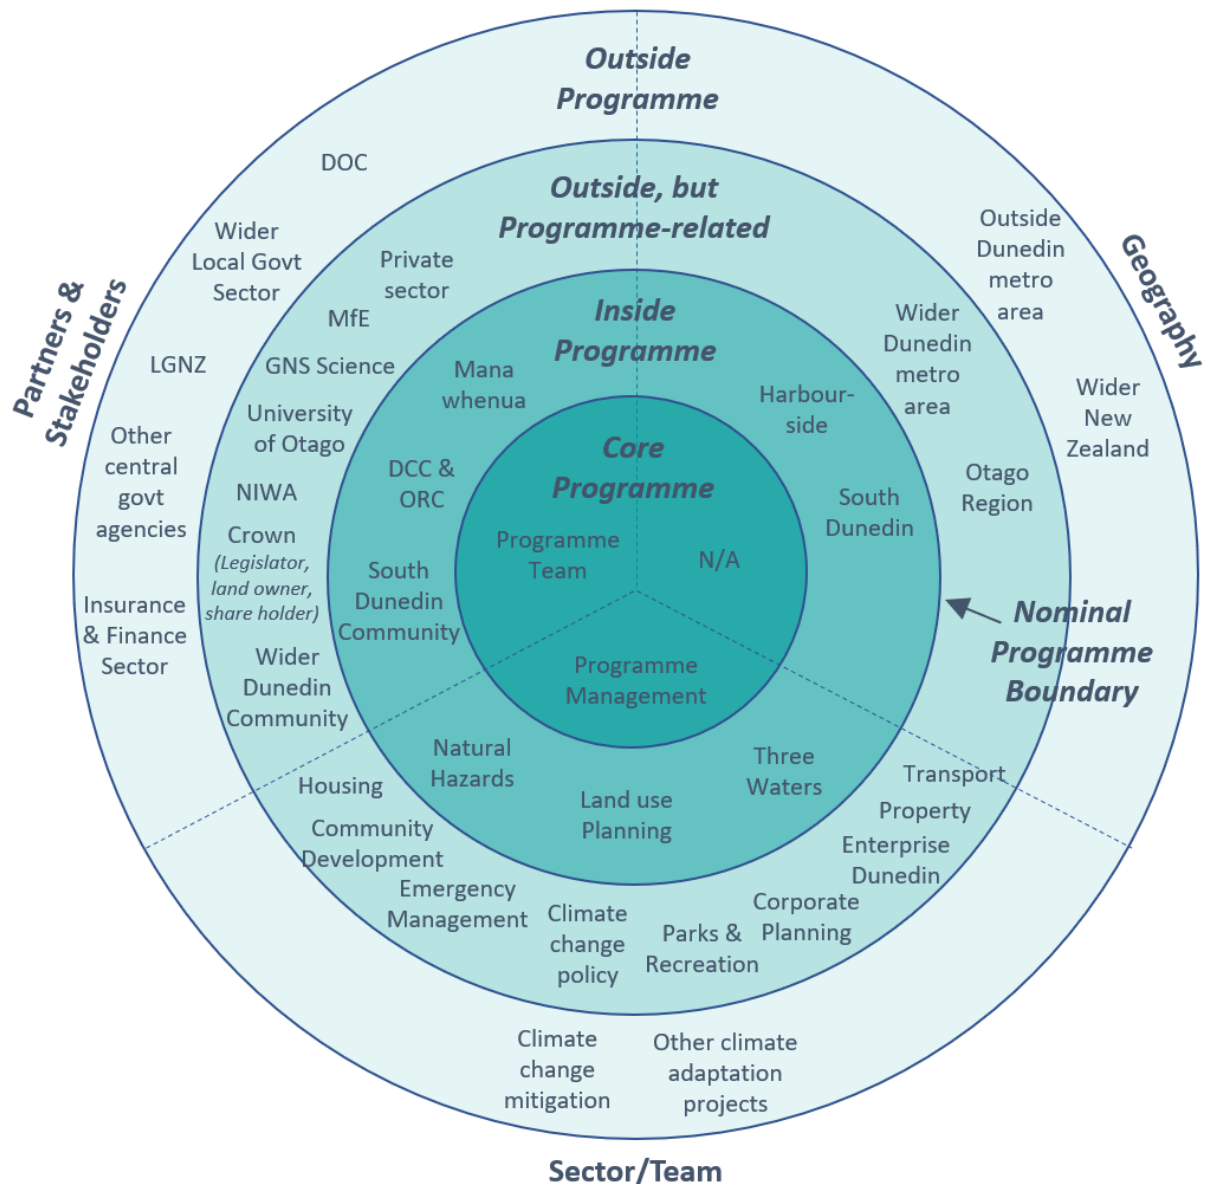 Outside
Programme
DOC
Outside, but
Programme-related
Wider
Local Govt
Sector
Private
sector
Outside
Dunedin
metro
area
Geography
Partners &
Stakeholders
MfE
Inside
Programme
Wider
Dunedin
metro
area
LGNZ
GNS Science
Mana
whenua
Harbour-
side
Wider
New
Zealand
University
of Otago
Other
central
govt
agencies
Core
Programme
DCC &
ORC
NIWA
South
Dunedin
Otago
Region
Crown
(Legislator,
land owner,
share holder)
Programme
Team
N/A
South
Dunedin
Community
Insurance
& Finance
Sector
Nominal
Programme
Boundary
Wider
Dunedin
Community
Programme
Management
Natural
Hazards
Three
Waters
Land use
Planning
Housing
Transport
Property
Community
Development
Enterprise
Dunedin
Emergency
Management
Climate
change
policy
Parks &
Recreation
Corporate
Planning
Climate
change
mitigation
Other climate
adaptation
projects
Sector/Team